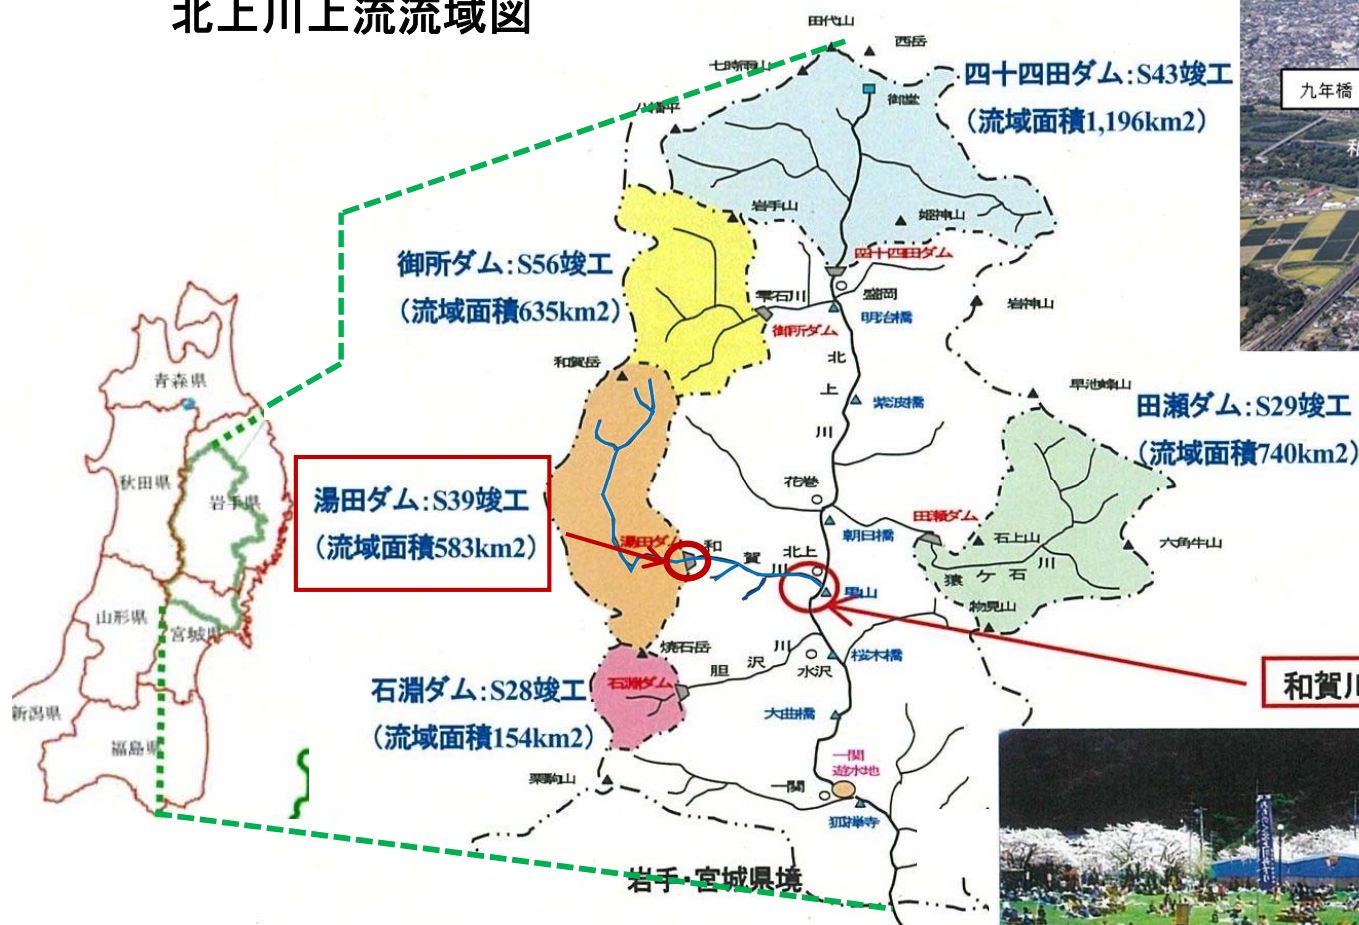 北上川上流流域図
田代山
西岳
七時雨山
八幡平
御堂
四十四田ダム:S43竣工
(流域面積1,196km2)
九年橋
和
岩手山
姫神山
四十四田ダム
御所ダム:S56竣工
(流域面積635km2)
雫石川
盛岡
明治橋
岩神山
御所ダム
和賀岳
北
上
川
紫波橋
早池峰山
田瀬ダム:S29竣工
(流域面積740km2)
青森県
秋田県
岩手県
湯田ダム:S39竣工
(流域面積583km2)
花巻
朝日橋
田瀬ダム
石上山
六角牛山
猿ケ石川
物見山
湯田ダム
和賀川
北上
男山
山形県
宮城県
焼石岳
胆沢川
水沢
桜木橋
和賀川
石淵ダム:S28竣工
(流域面積154km2)
石淵ダム
大曲橋
新潟県
福島県
栗駒山
一関
一関
遊水地
狐禅寺
岩手・宮城県境